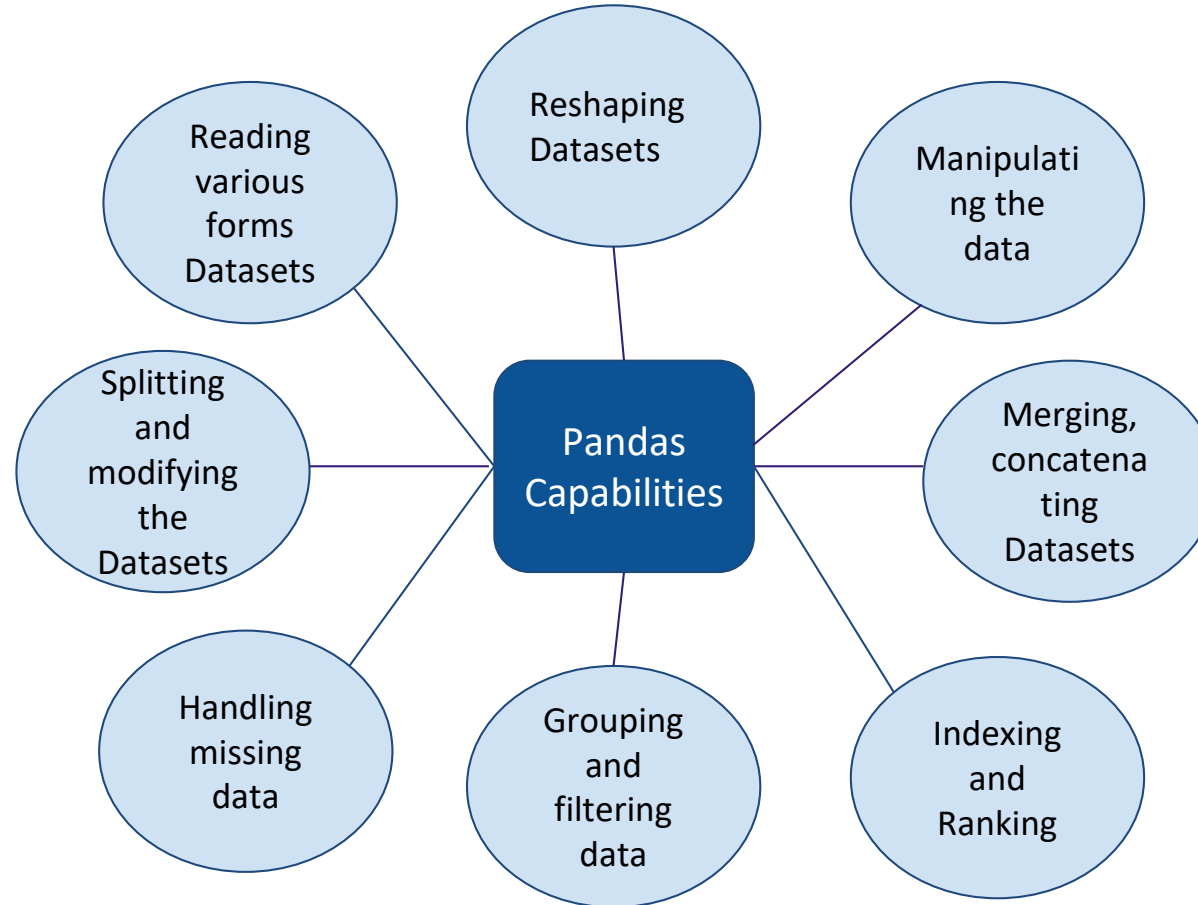 Reshaping
Datasets
Reading
various
forms
Datasets
Manipulati
ng the
data
Splitting
and
modifying
the
Datasets
Pandas
Capabilities
Merging,
concatena
ting
Datasets
Handling
missing
data
Grouping
and
filtering
data
Indexing
and
Ranking